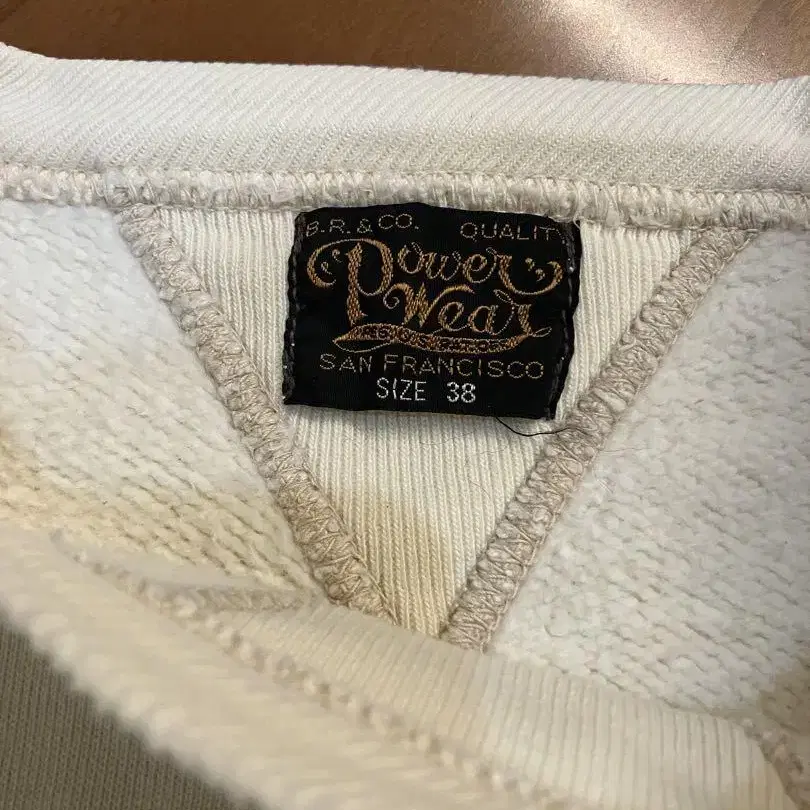 B.R. & CO. QUALIT
Power
Wear
SAN FRANCISCO
SIZE 38